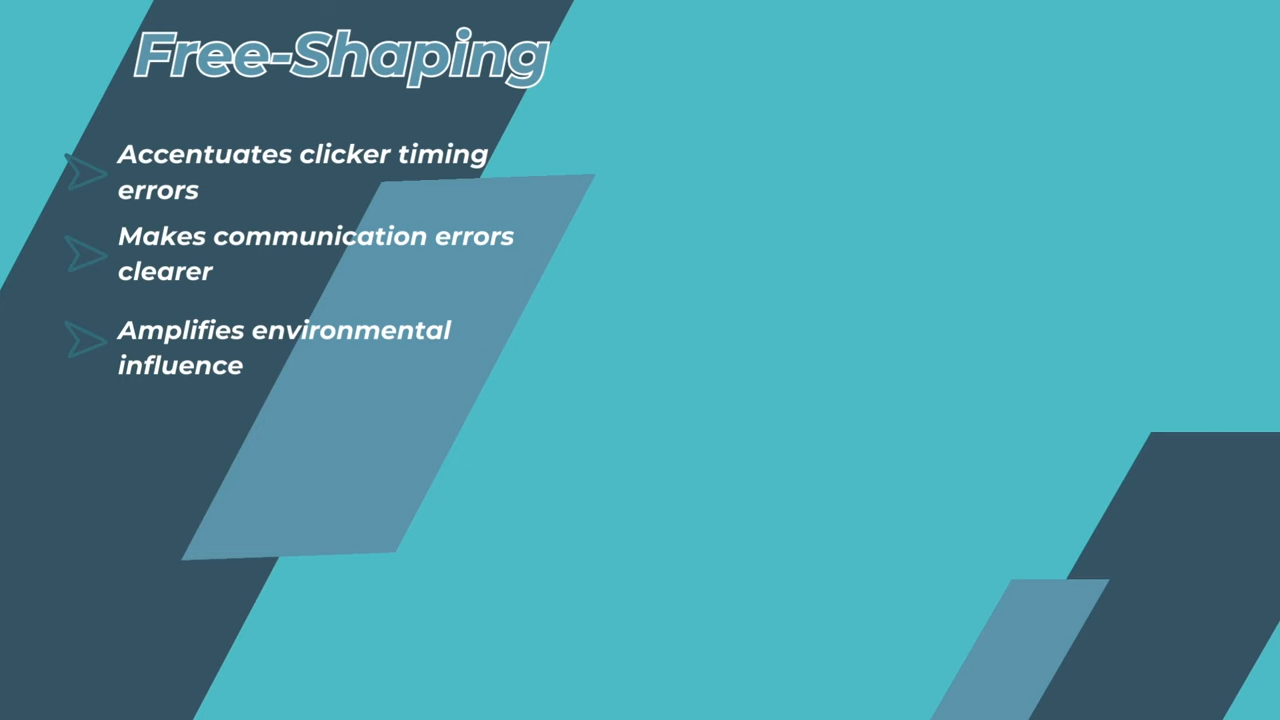 Free-Shaping
Accentuates clicker timing
errors
Makes communication errors
clearer
Amplifies environmental
influence